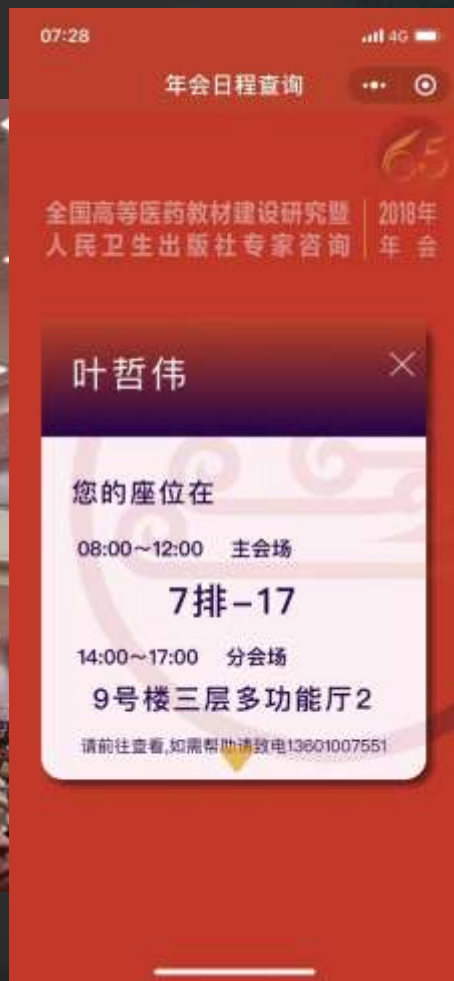 07:28
4G
年会日程查询
65
全国高等医药教材建设研究暨
人民卫生出版社专家咨询
2018年
年会
叶哲伟
您的座位在
08:00~12:00 主会场
7排-17
14:00~17:00 分会场
9号楼三层多功能厅2
请前往查看,如需帮助请致电13601007551